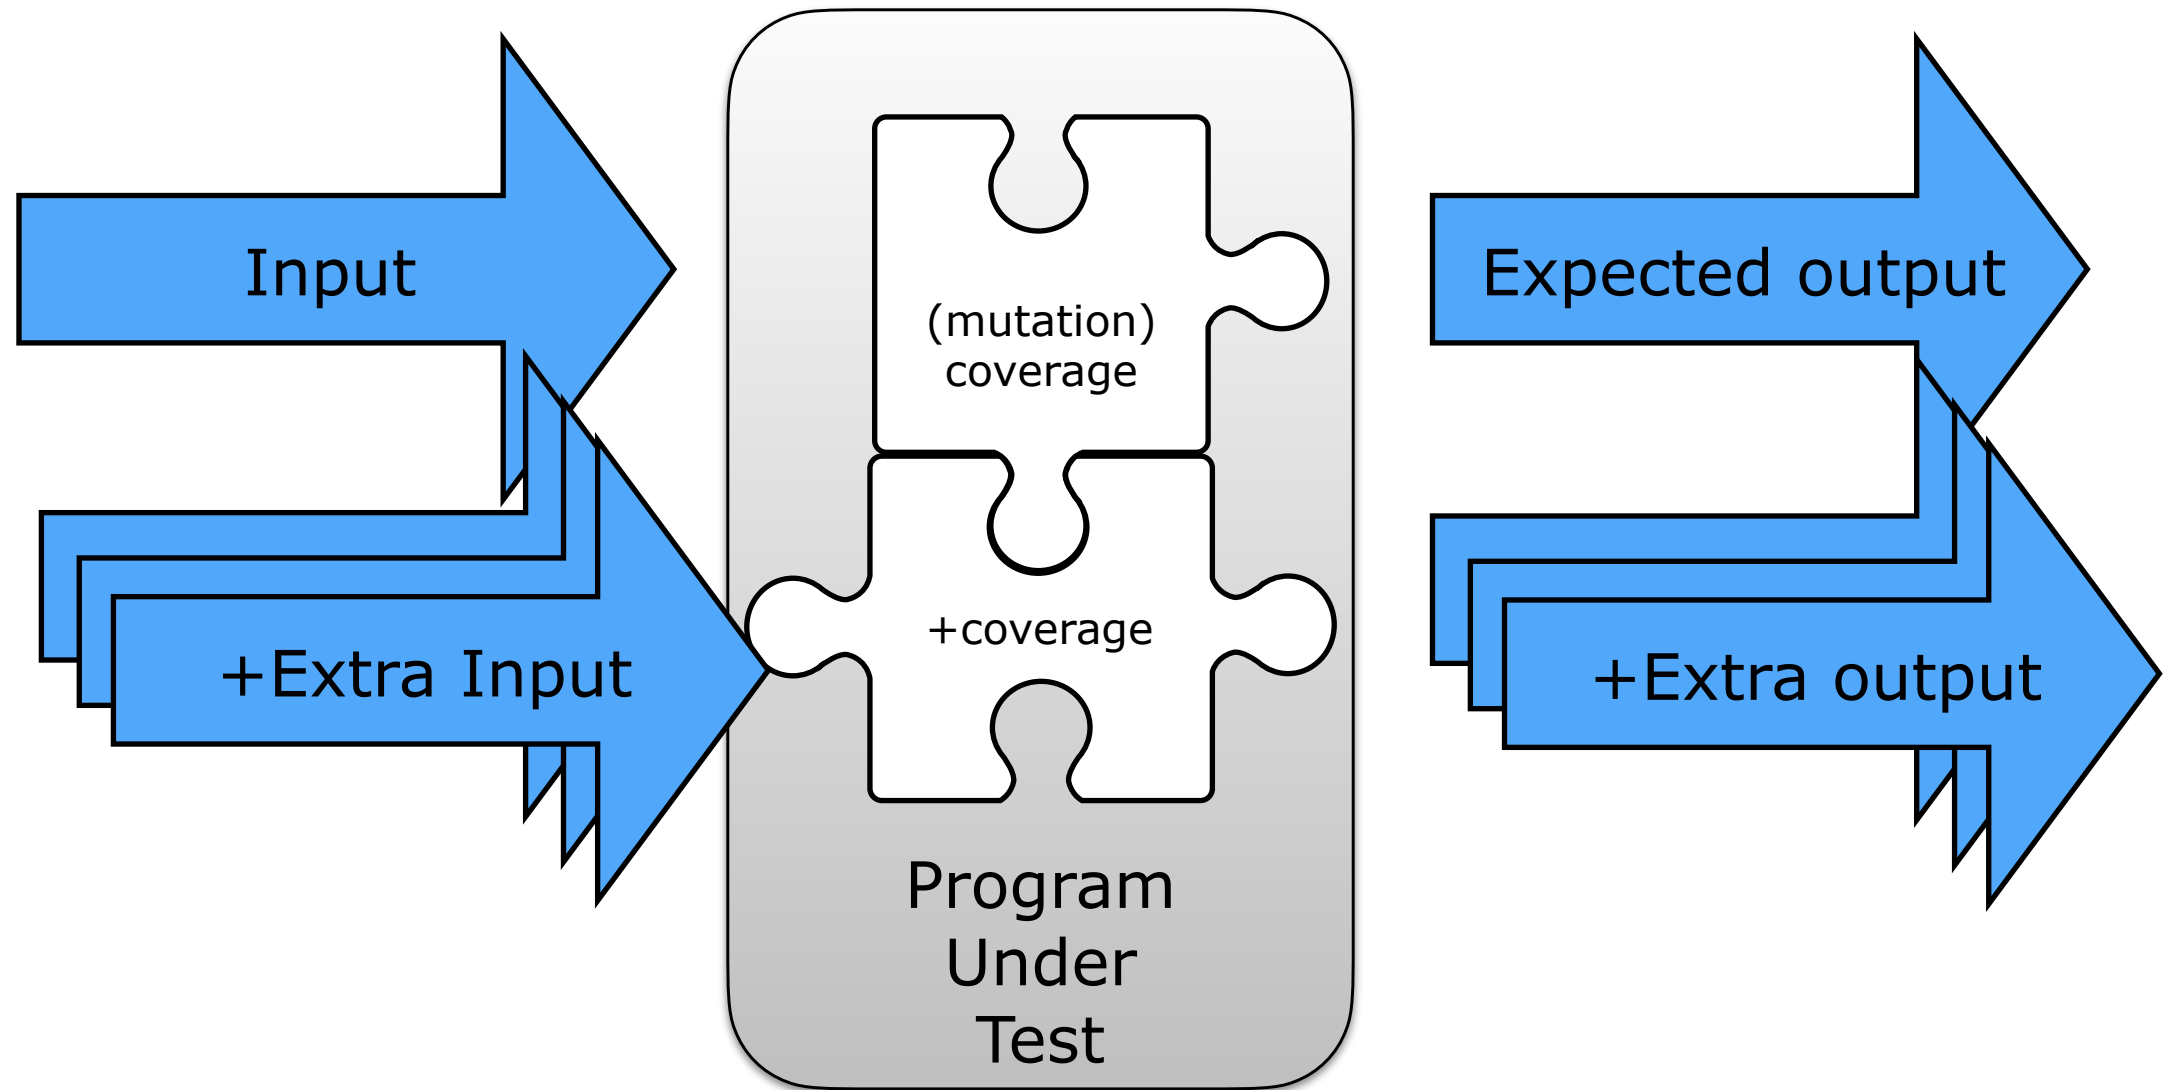 Input
Expected output
(mutation)
coverage
+coverage
+Extra Input
+Extra output
Program
Under
Test